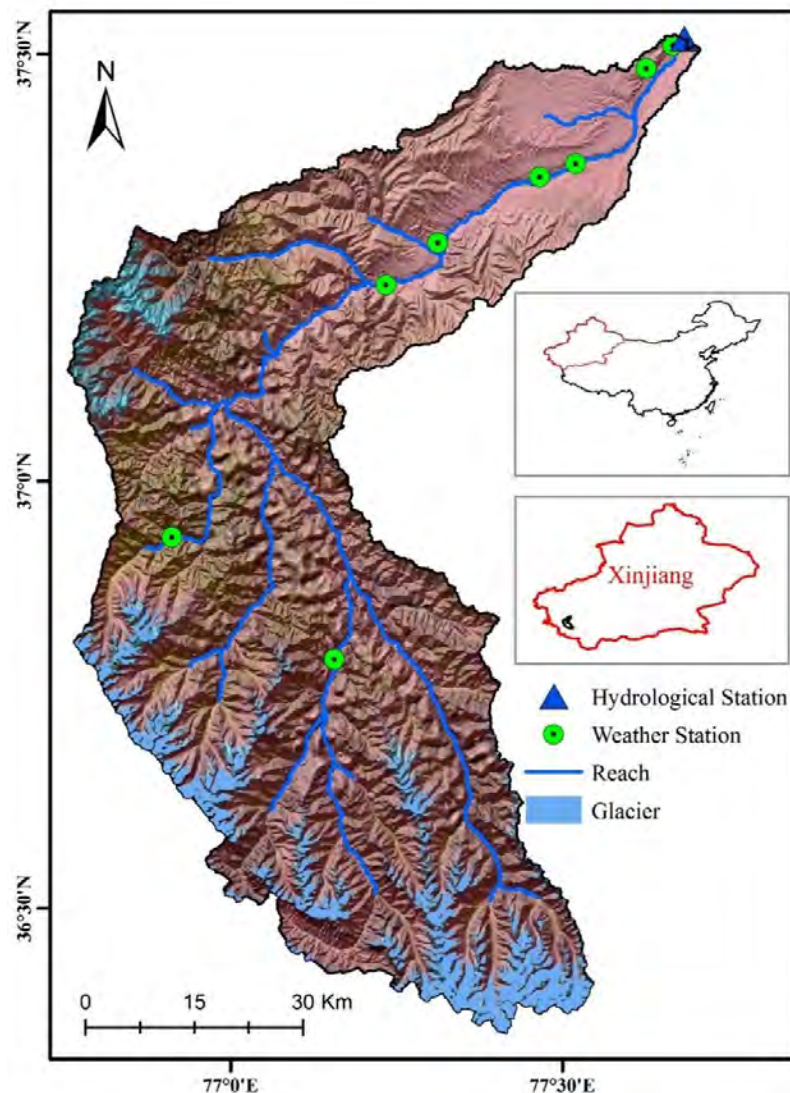 37°30'N
N
37°0'N
Xinjiang
Hydrological Station
Weather Station
Reach
Glacier
36°30'N
0 15 30 Km
77°0'E 77°30'E